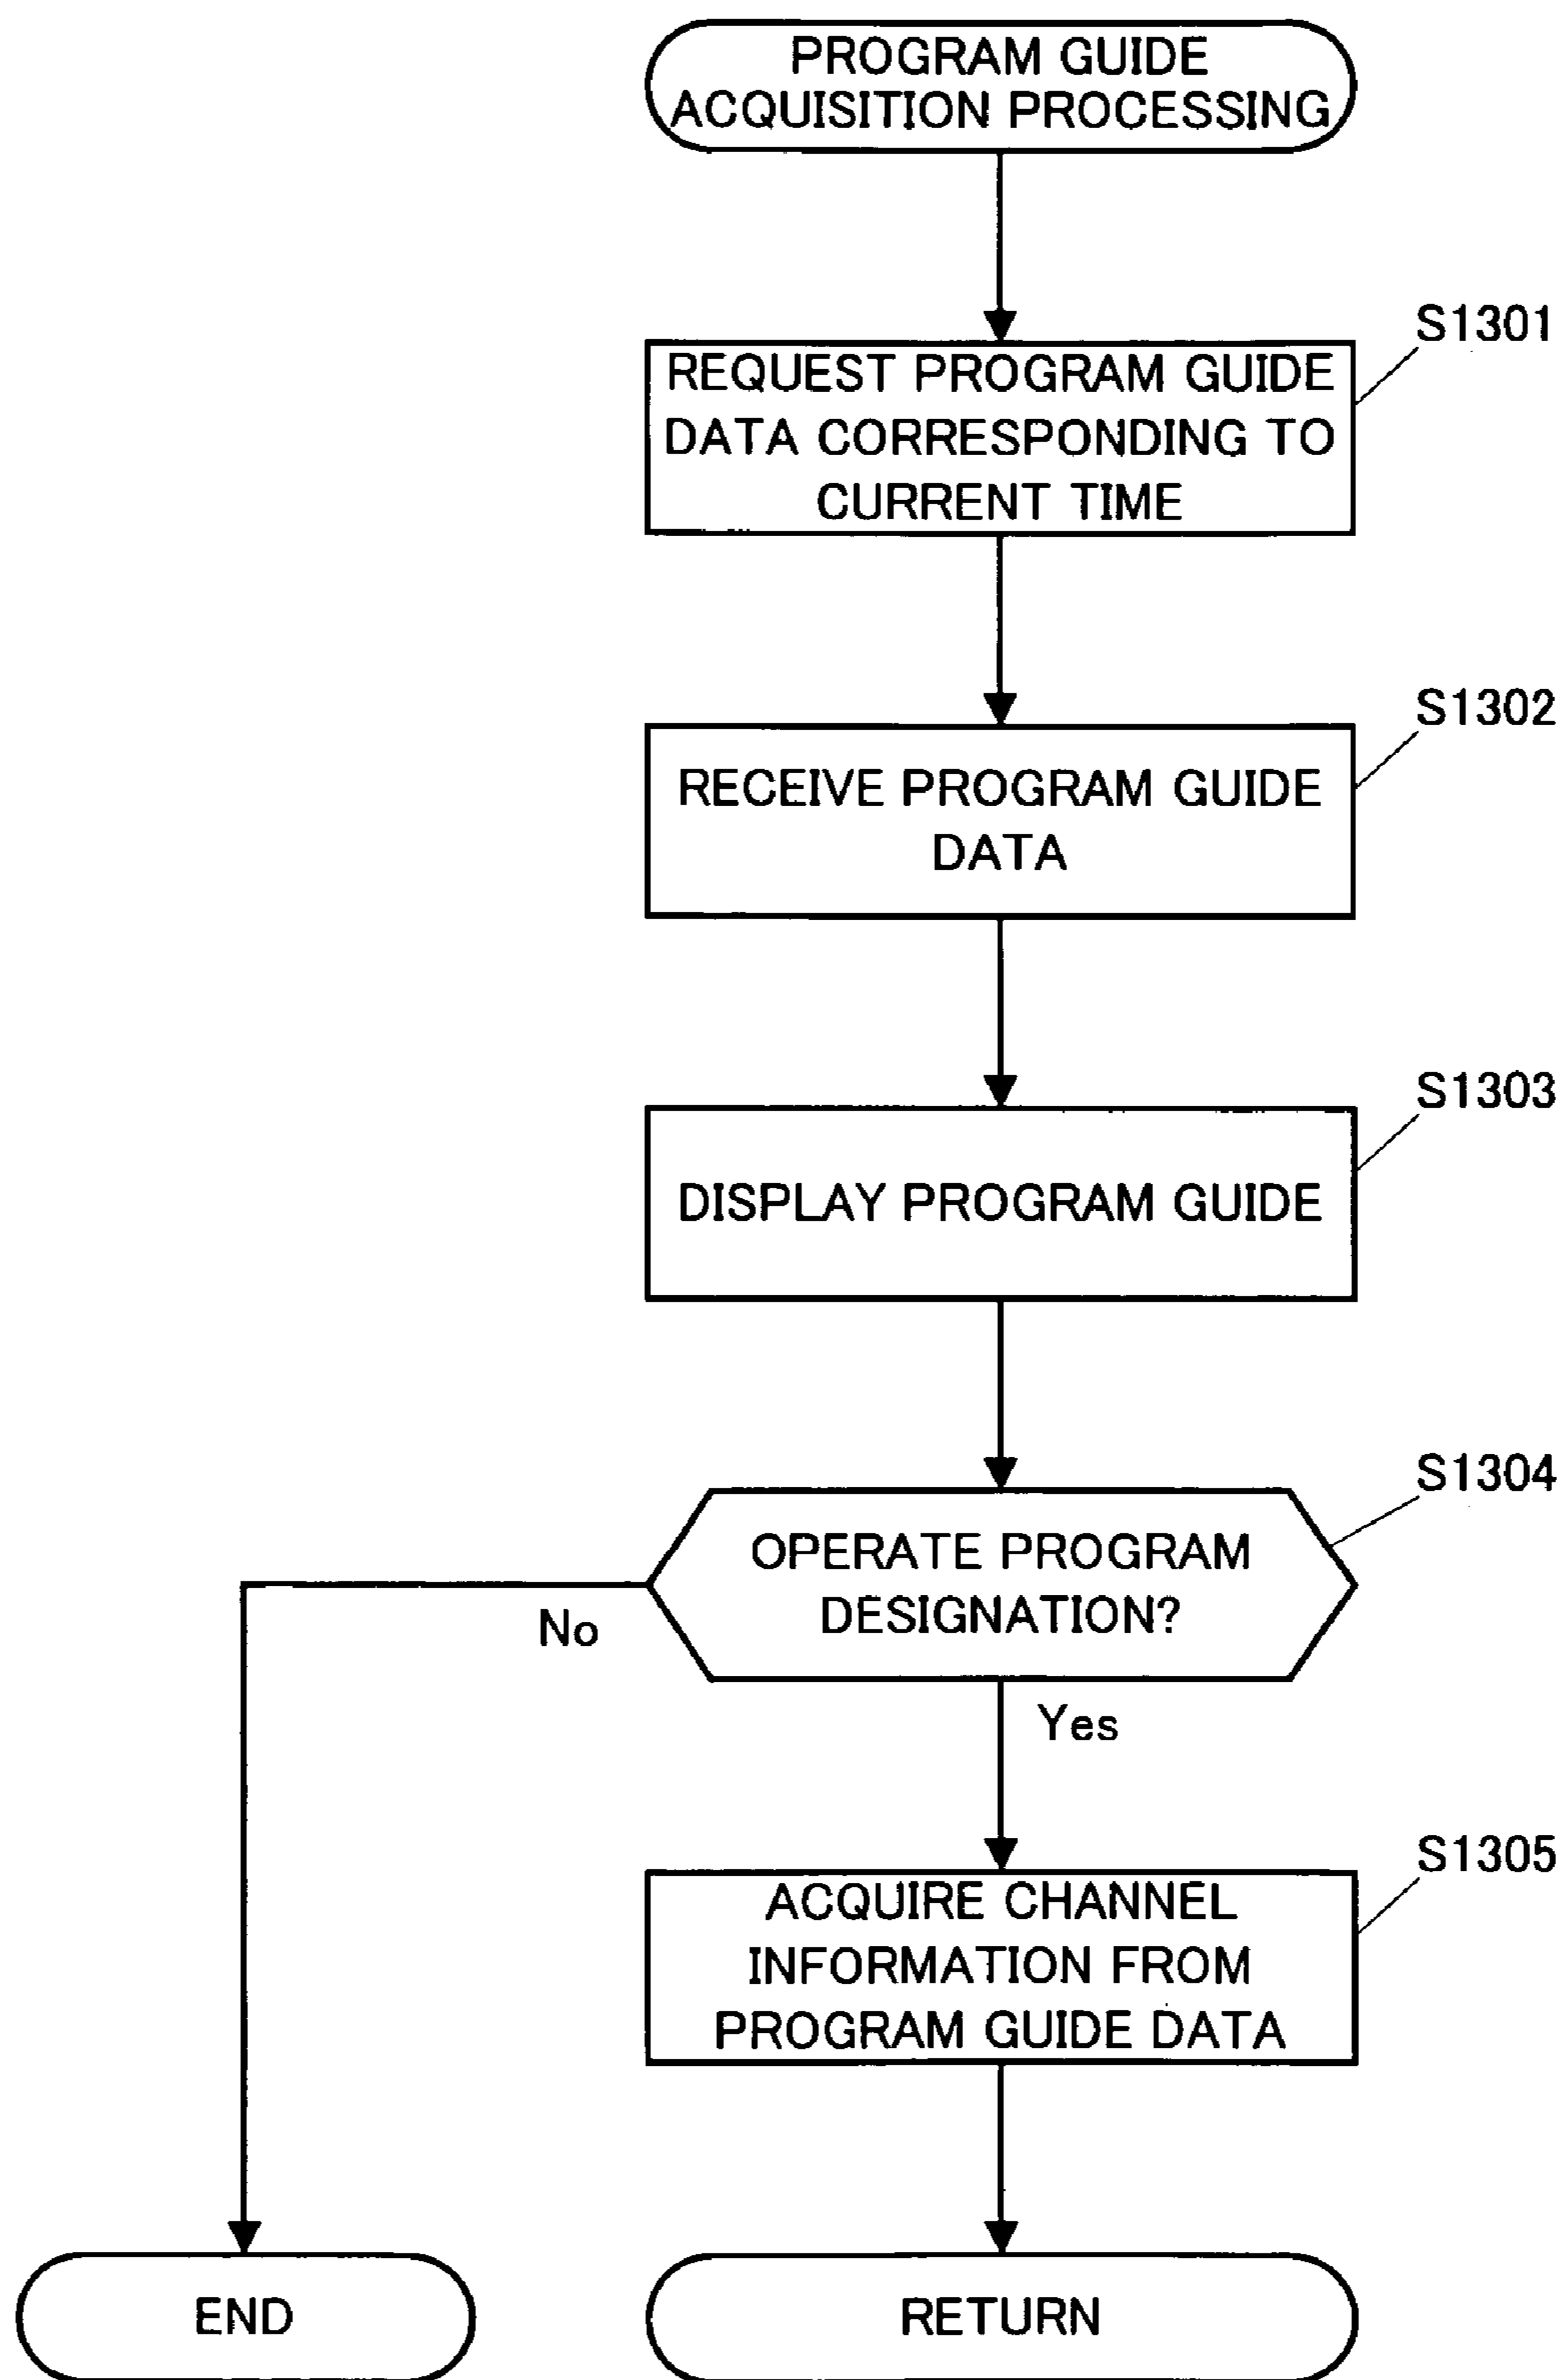 PROGRAM GUIDE
ACQUISITION PROCESSING
S1301
REQUEST PROGRAM GUIDE
DATA CORRESPONDING TO
CURRENT TIME
S1302
RECEIVE PROGRAM GUIDE
DATA
S1303
DISPLAY PROGRAM GUIDE
S1304
OPERATE PROGRAM
DESIGNATION?
No
Yes
S1305
ACQUIRE CHANNEL
INFORMATION FROM
PROGRAM GUIDE DATA
END
RETURN